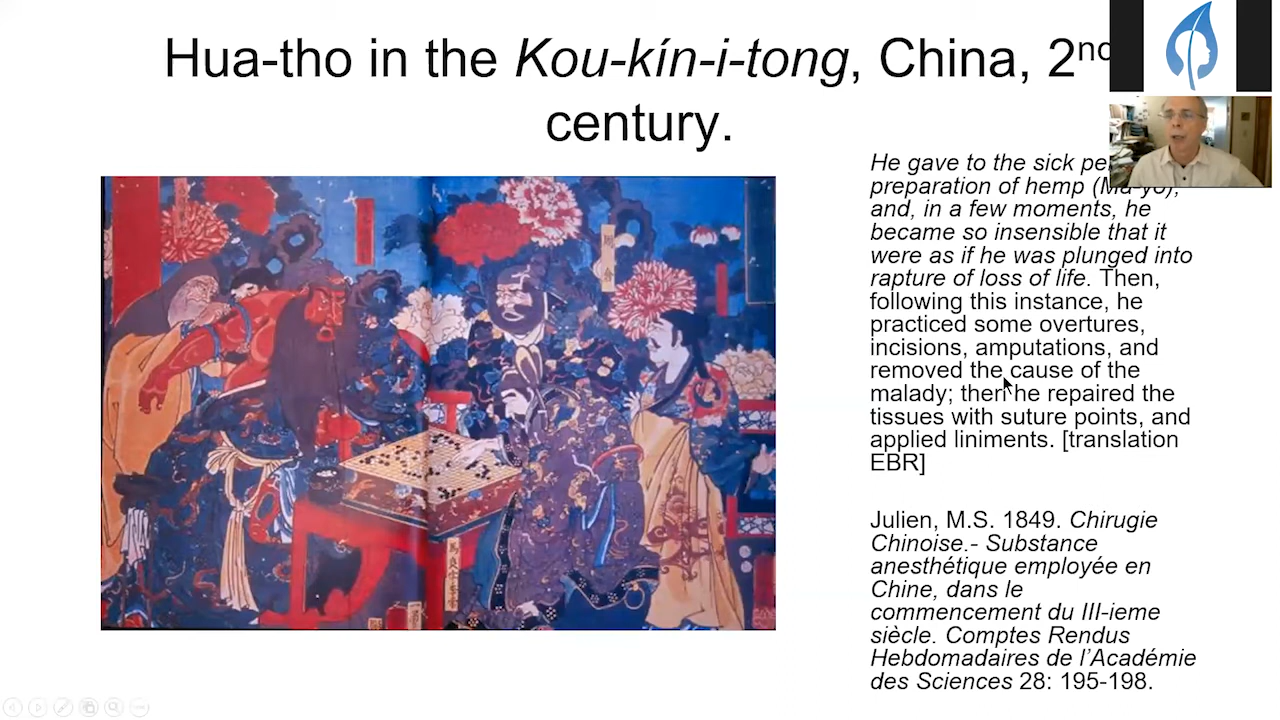 Hua-tho in the Kou-kín-i-tong, China, 2nd
century.
He gave to the sick
preparation of hemp (Ma-yo),
and, in a few moments, he
became so insensible that it
were as if he was plunged into
rapture of loss of life. Then,
following this instance, he
practiced some overtures,
incisions, amputations, and
removed the cause of the
malady; then he repaired the
tissues with suture points, and
applied liniments. [translation
EBR]
Julien, M.S. 1849. Chirugie
Chinoise.- Substance
anesthétique employée en
Chine, dans le
commencement du III-ieme
siècle. Comptes Rendus
Hebdomadaires de l’Académie
des Sciences 28: 195-198.